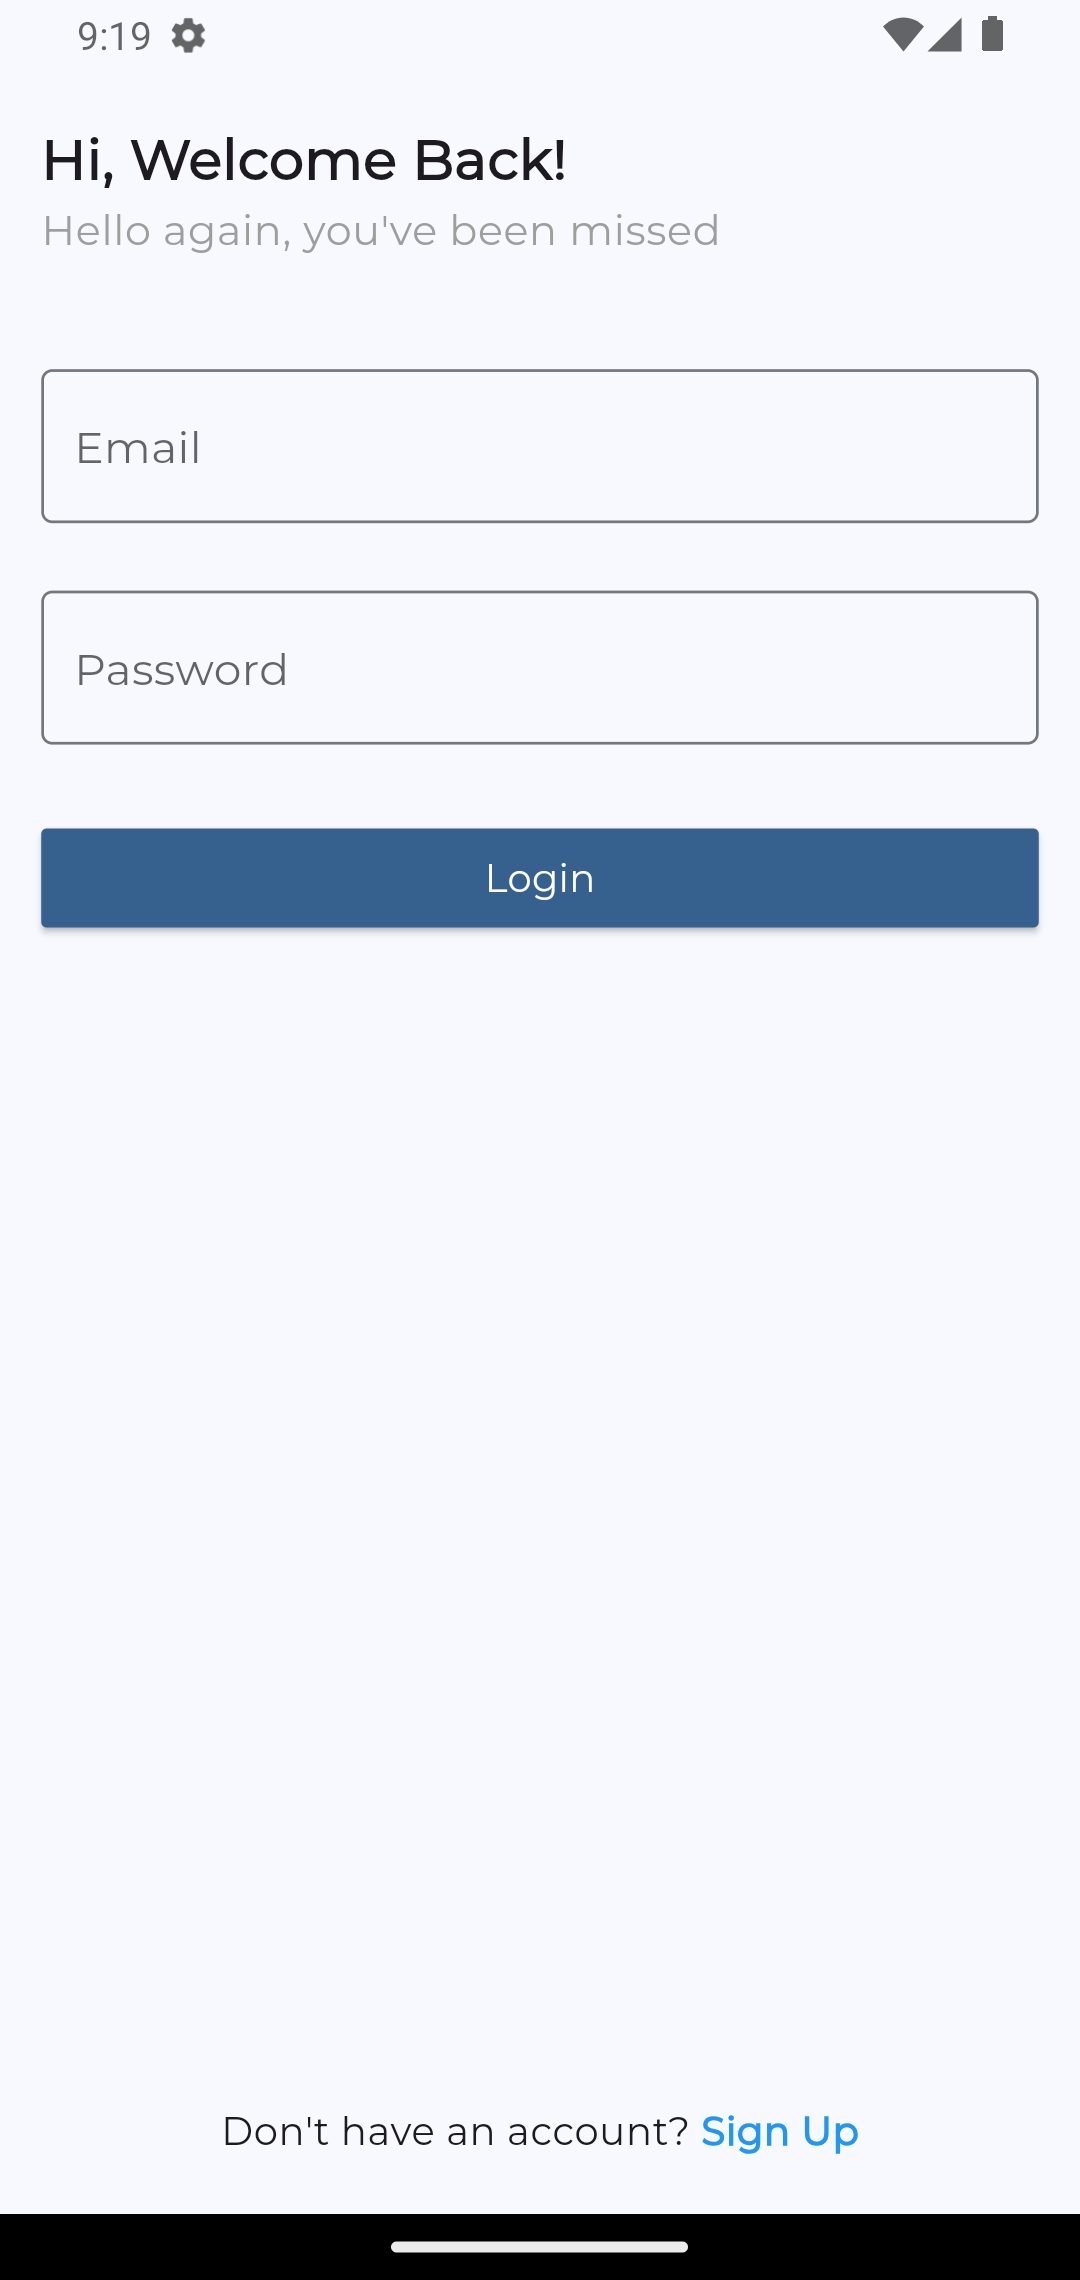 9:19
Hi, Welcome Back!
Hello again, you've been missed
Email
Password
Login
Don't have an account? Sign Up